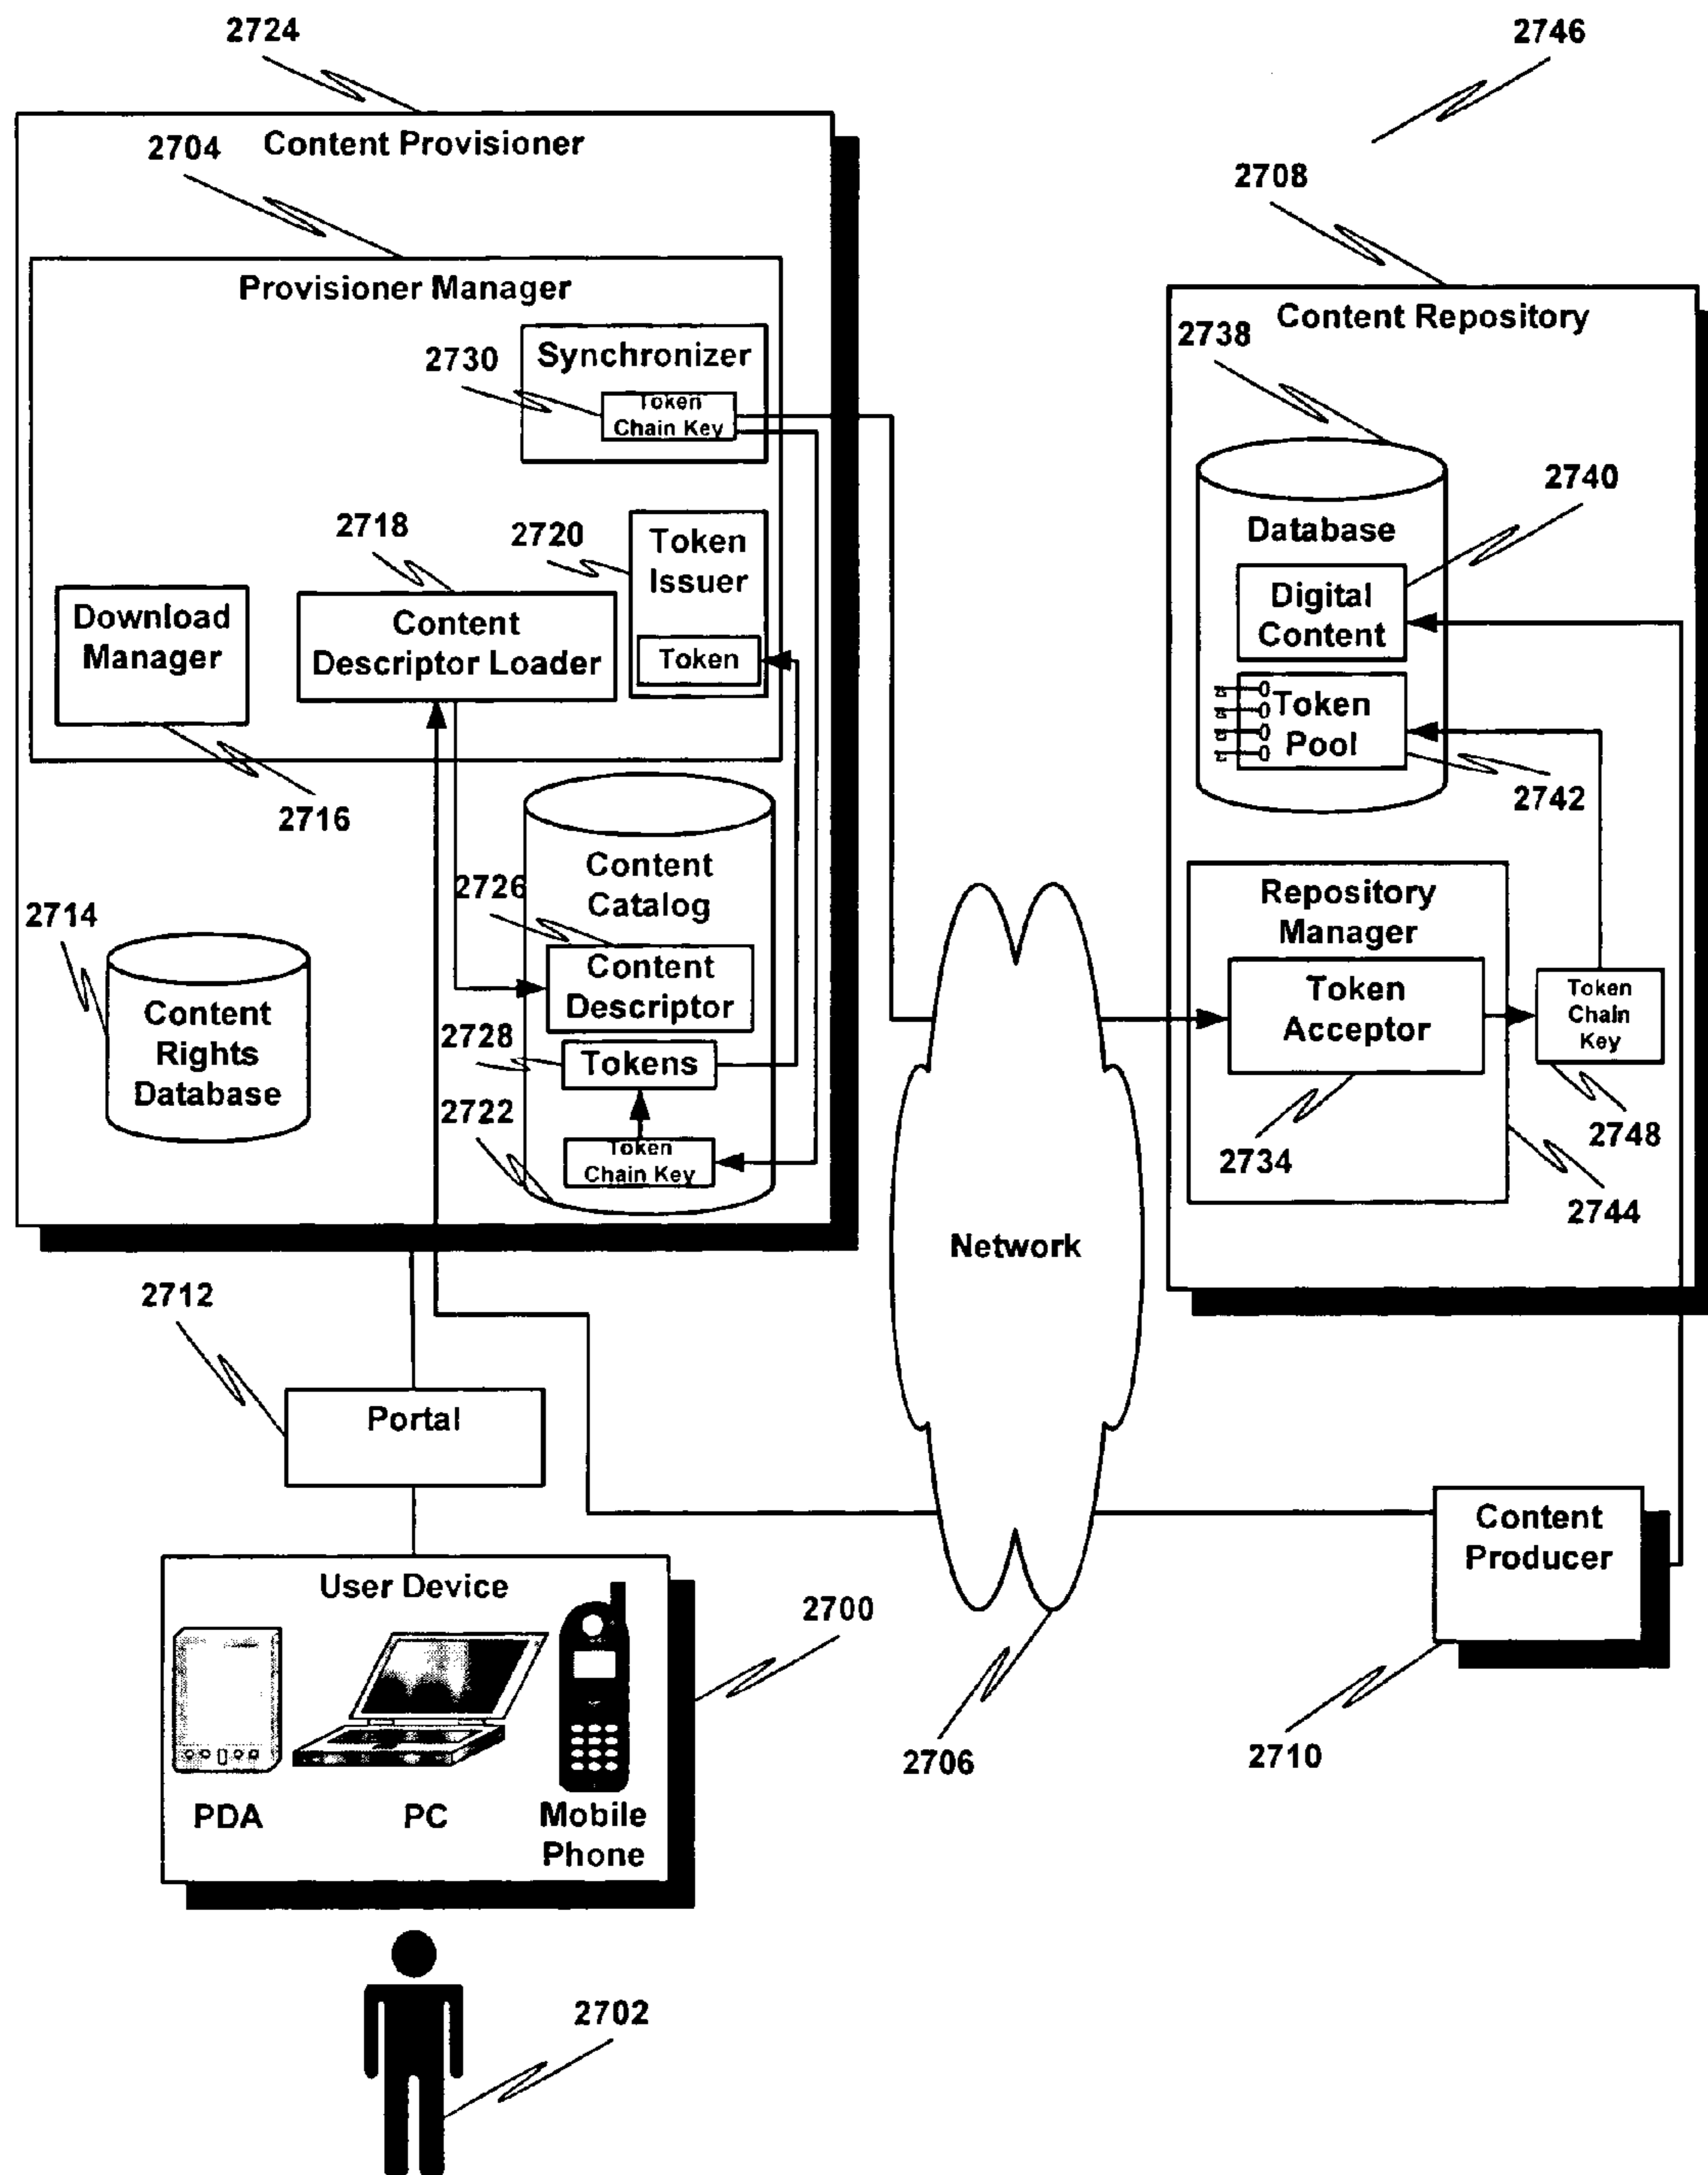 2724
2746
2704
Content Provisioner
2708
Provisioner Manager
Content Repository
2738
2730
Synchronizer
Token
Chain Key
2740
2718
2720
Token
Issuer
Database
Download
Manager
Content
Descriptor Loader
Token
Digital
Content
Token
Pool
2716
2742
Content
Catalog
2726
Repository
Manager
2714
Content
Descriptor
Token
Acceptor
Token
Chain
Key
Content
Rights
Database
2728
Tokens
2722
Token
Chain Key
2734
2748
2744
Network
2712
Portal
Content
Producer
User Device
2700
2706
2710
PDA
PC
Mobile
Phone
2702